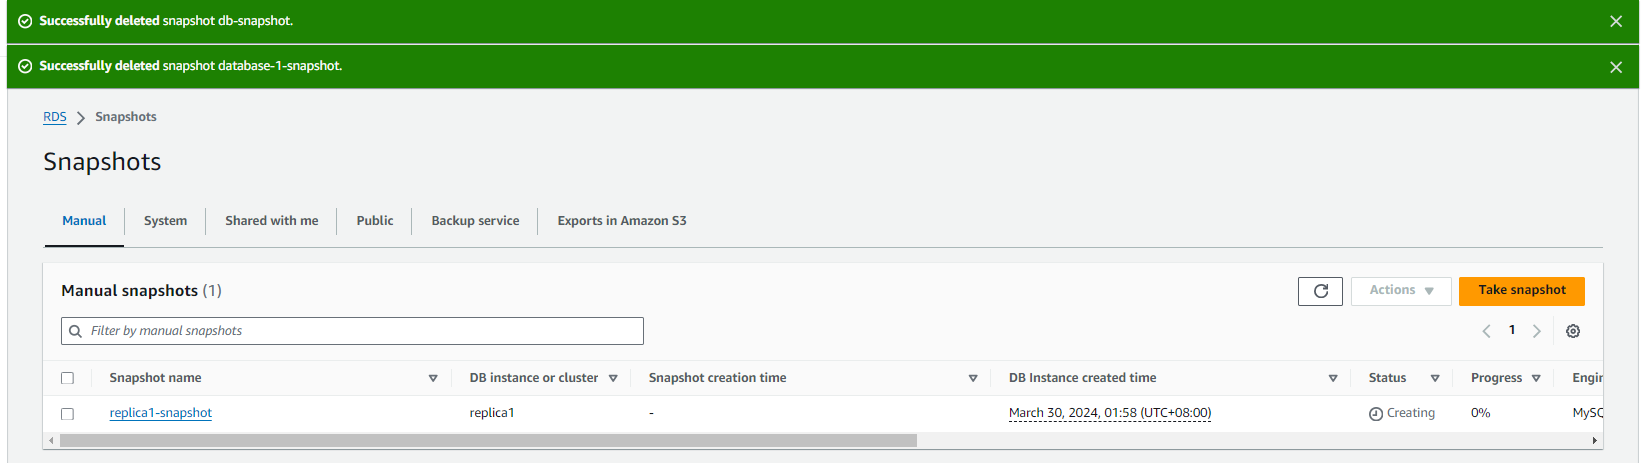 Successfully deleted snapshot db-snapshot.
Successfully deleted snapshot database-1-snapshot.
RDS > Snapshots
Snapshots
Manual System Shared with me Public Backup service Exports in Amazon S3
Manual snapshots (1) Actions Take snapshot
Filter by manual snapshots 1
Snapshot name DB instance or cluster Snapshot creation time DB Instance created time Status Progress Engin
replica1-snapshot replica1 - March 30, 2024, 01:58 (UTC+08:00) Creating 0% MySQ